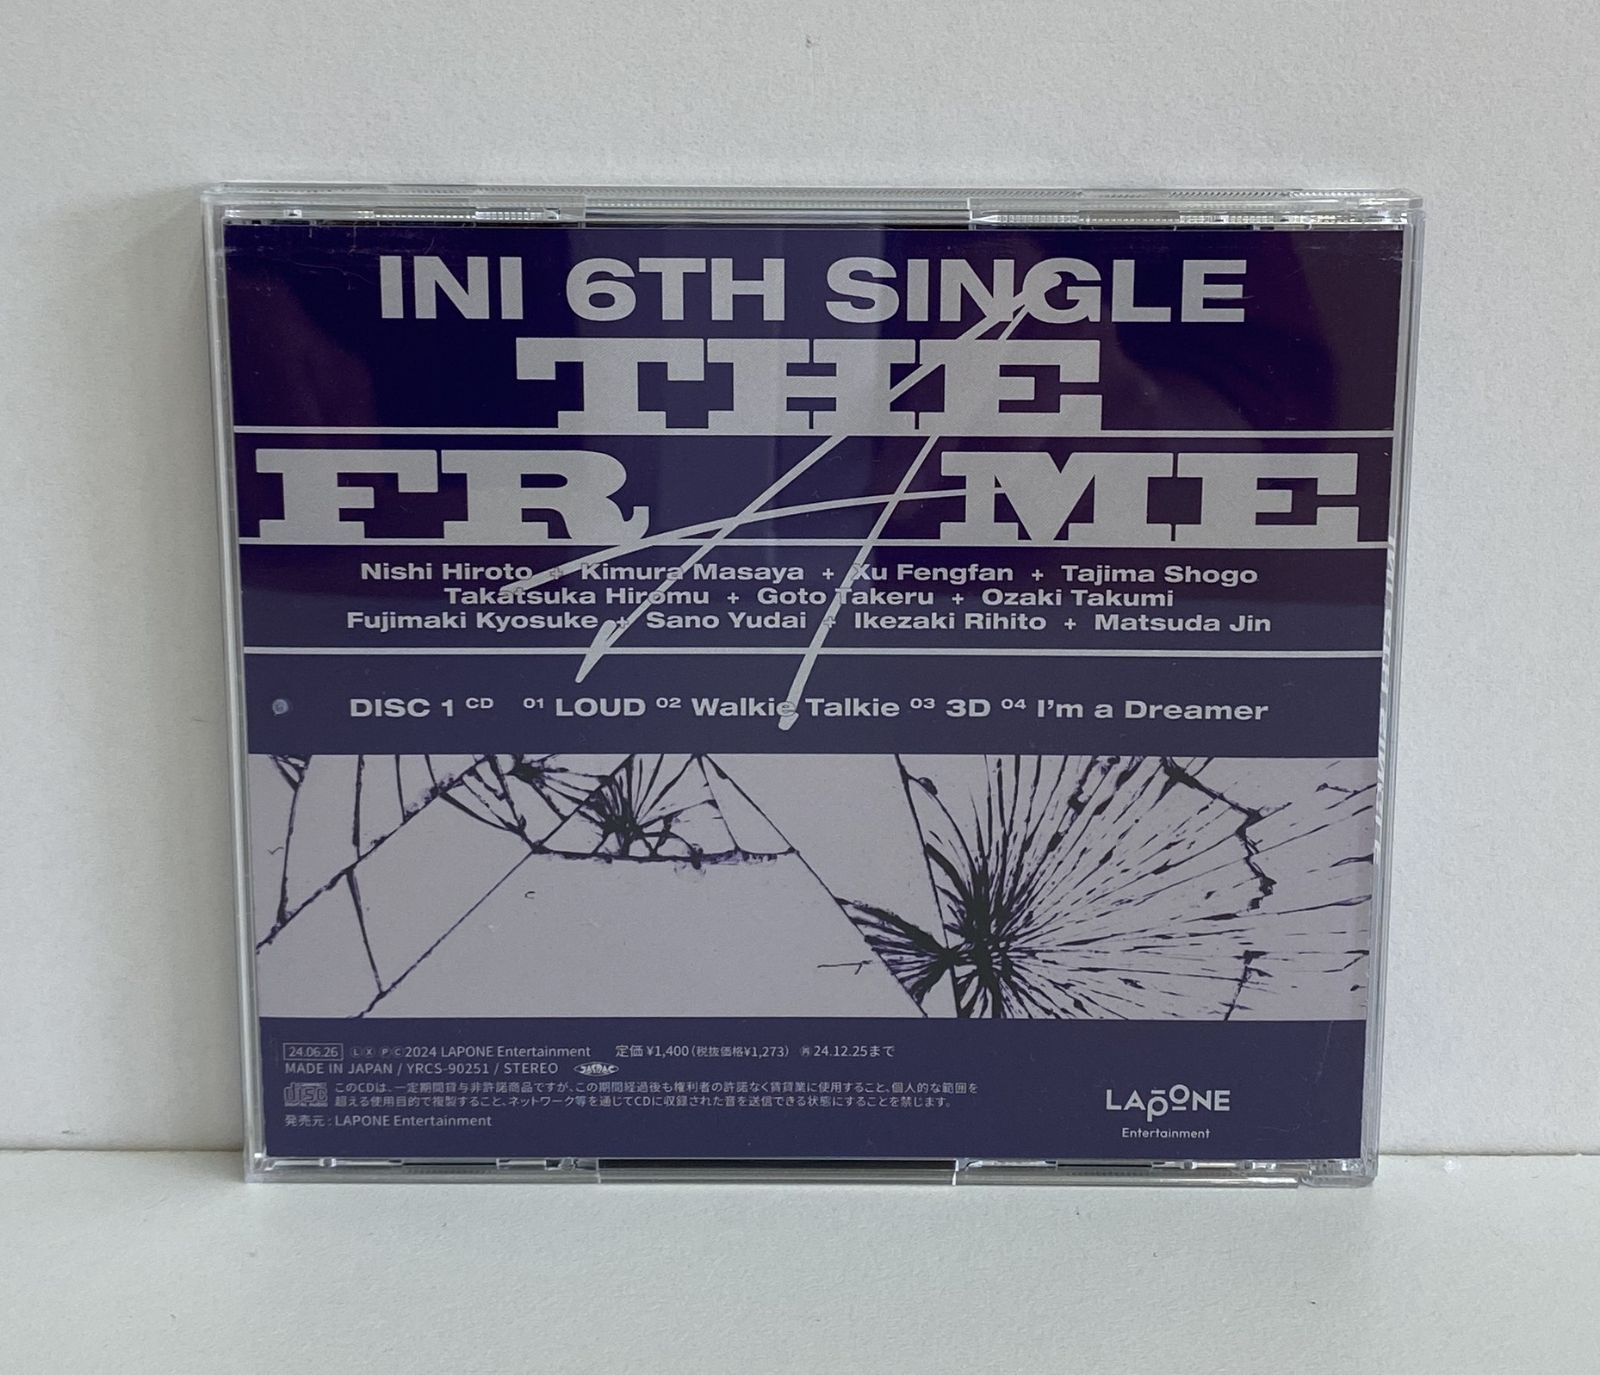 INI 6TH SINGLE
THE
FRAME
Nishi Hiroto + Kimura Masaya + Xu Fengfan + Tajima Shogo
Takatsuka Hiromu + Goto Takeru + Ozaki Takumi
Fujimaki Kyosuke + Sano Yudai + Ikezaki Rihito + Matsuda Jin
DISC 1 CD 01 LOUD 02 Walkie Talkie 03 3D 04 I'm a Dreamer
24.06.26 Ⓛ Ⓧ Ⓟ Ⓒ 2024 LAPONE Entertainment 定価 ¥1,400（税抜価格¥1,273） ㊗24.12.25まで
MADE IN JAPAN / YRCS-90251 / STEREO JASRAC
disc このCDは、一定期間貸与非許諾商品ですが、この期間経過後も権利者の許諾なく賃貸業に使用すること、個人的な範囲を
超える使用目的で複製すること、ネットワーク等を通じてCDに収録された音を送信できる状態にすることを禁じます。
発売元 : LAPONE Entertainment
LAPONE
Entertainment